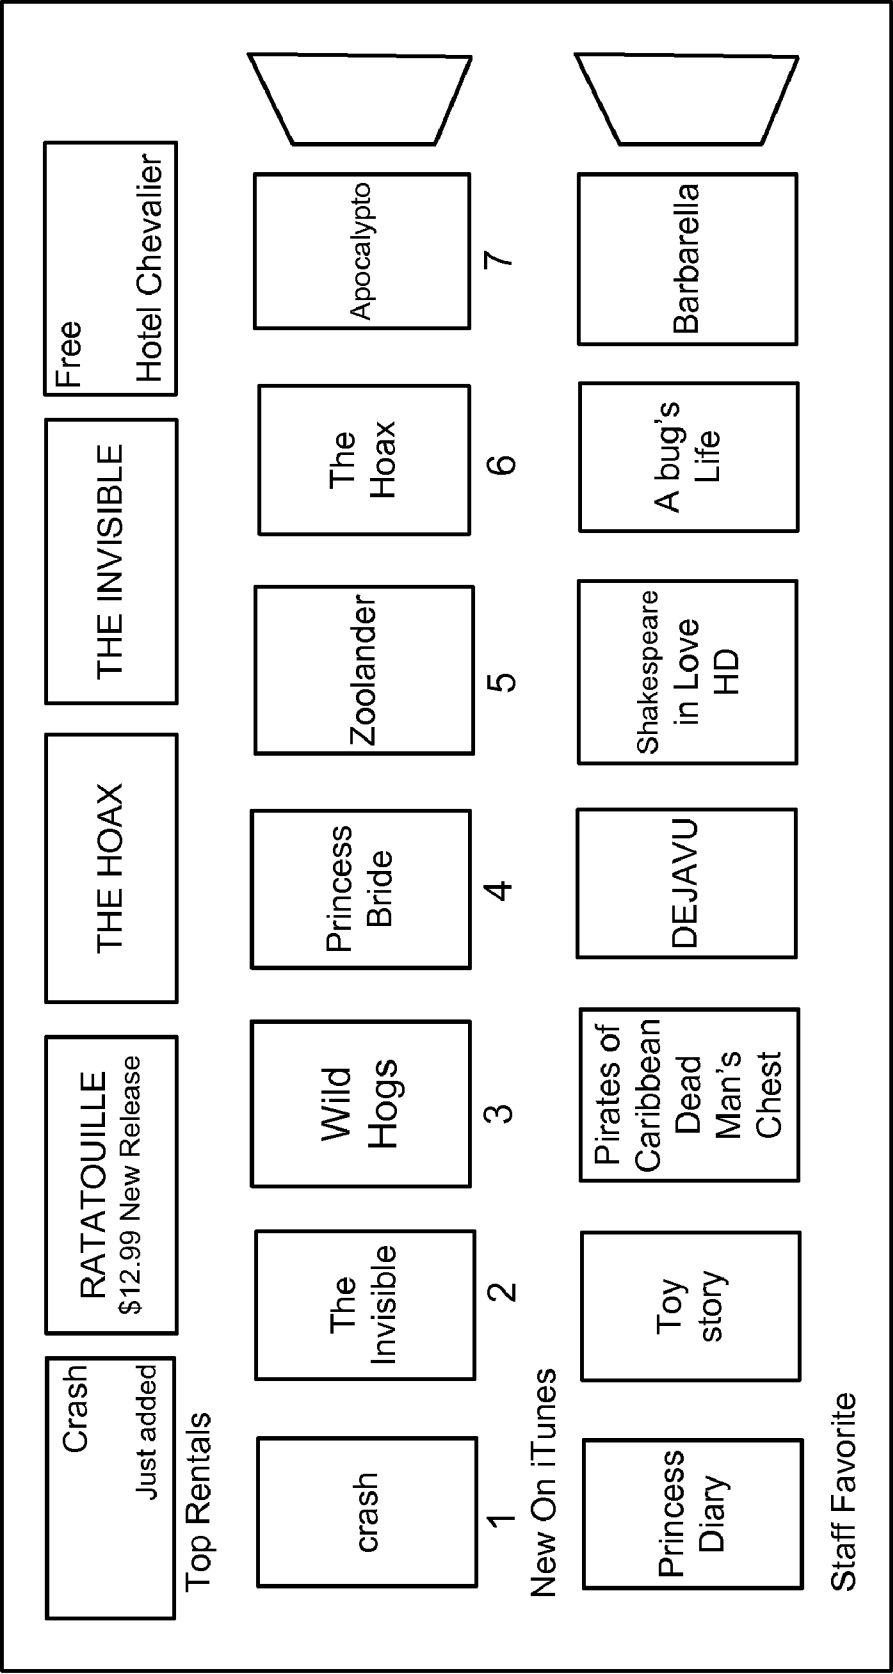 Crash
Just added
RATATOUILLE
$12.99 New Release
THE HOAX
THE INVISIBLE
Free
Hotel Chevalier
Top Rentals
crash
The
Invisible
Wild
Hogs
Princess
Bride
Zoolander
The
Hoax
Apocalypto
1
2
3
4
5
6
7
New On iTunes
Princess
Diary
Toy
story
Pirates of
Caribbean
Dead
Man's
Chest
DEJAVU
Shakespeare
in Love
HD
A bug's
Life
Barbarella
Staff Favorite